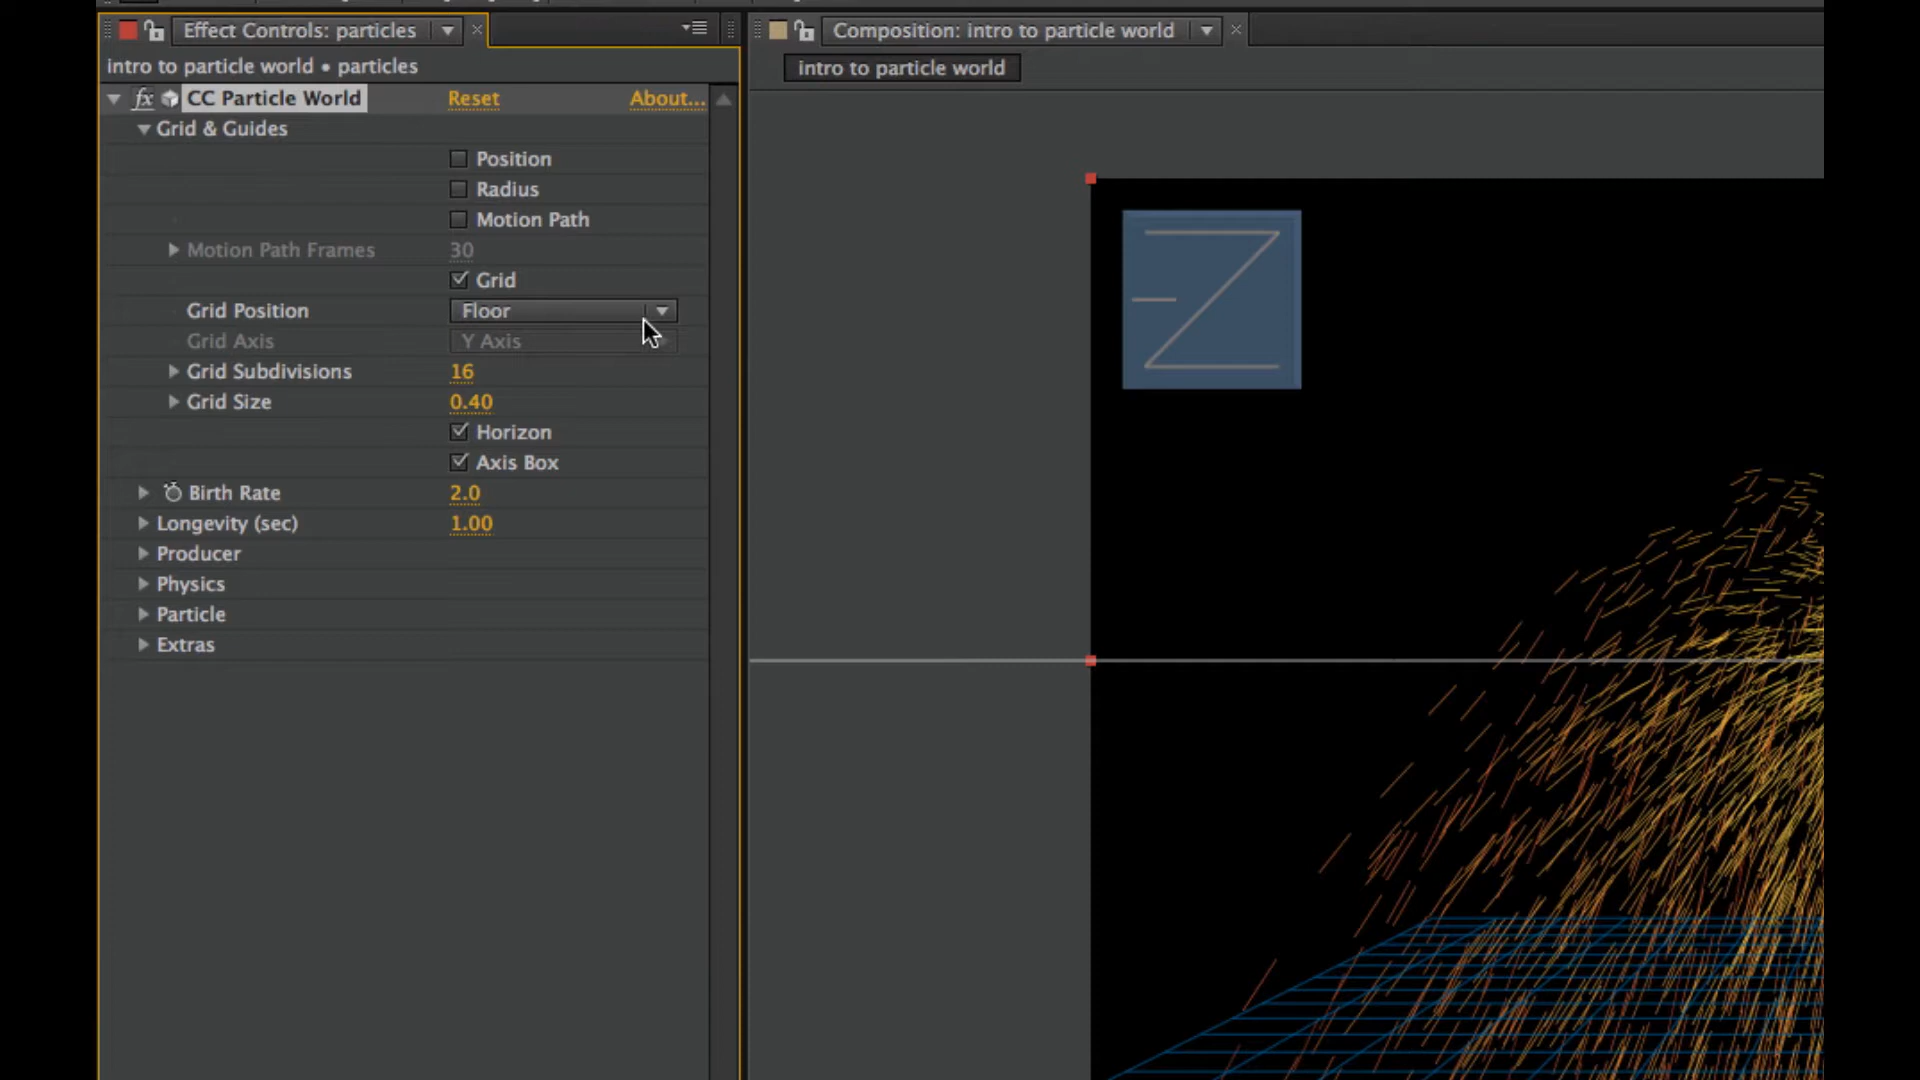 Effect Controls: particles
Composition: intro to particle world
intro to particle world • particles
intro to particle world
fx CC Particle World Reset About...
Grid & Guides
Position
Radius
Motion Path
Motion Path Frames 30
Grid
Grid Position Floor
Grid Axis Y Axis
Grid Subdivisions 16
Grid Size 0.40
Horizon
Axis Box
Birth Rate 2.0
Longevity (sec) 1.00
Producer
Physics
Particle
Extras
-Z